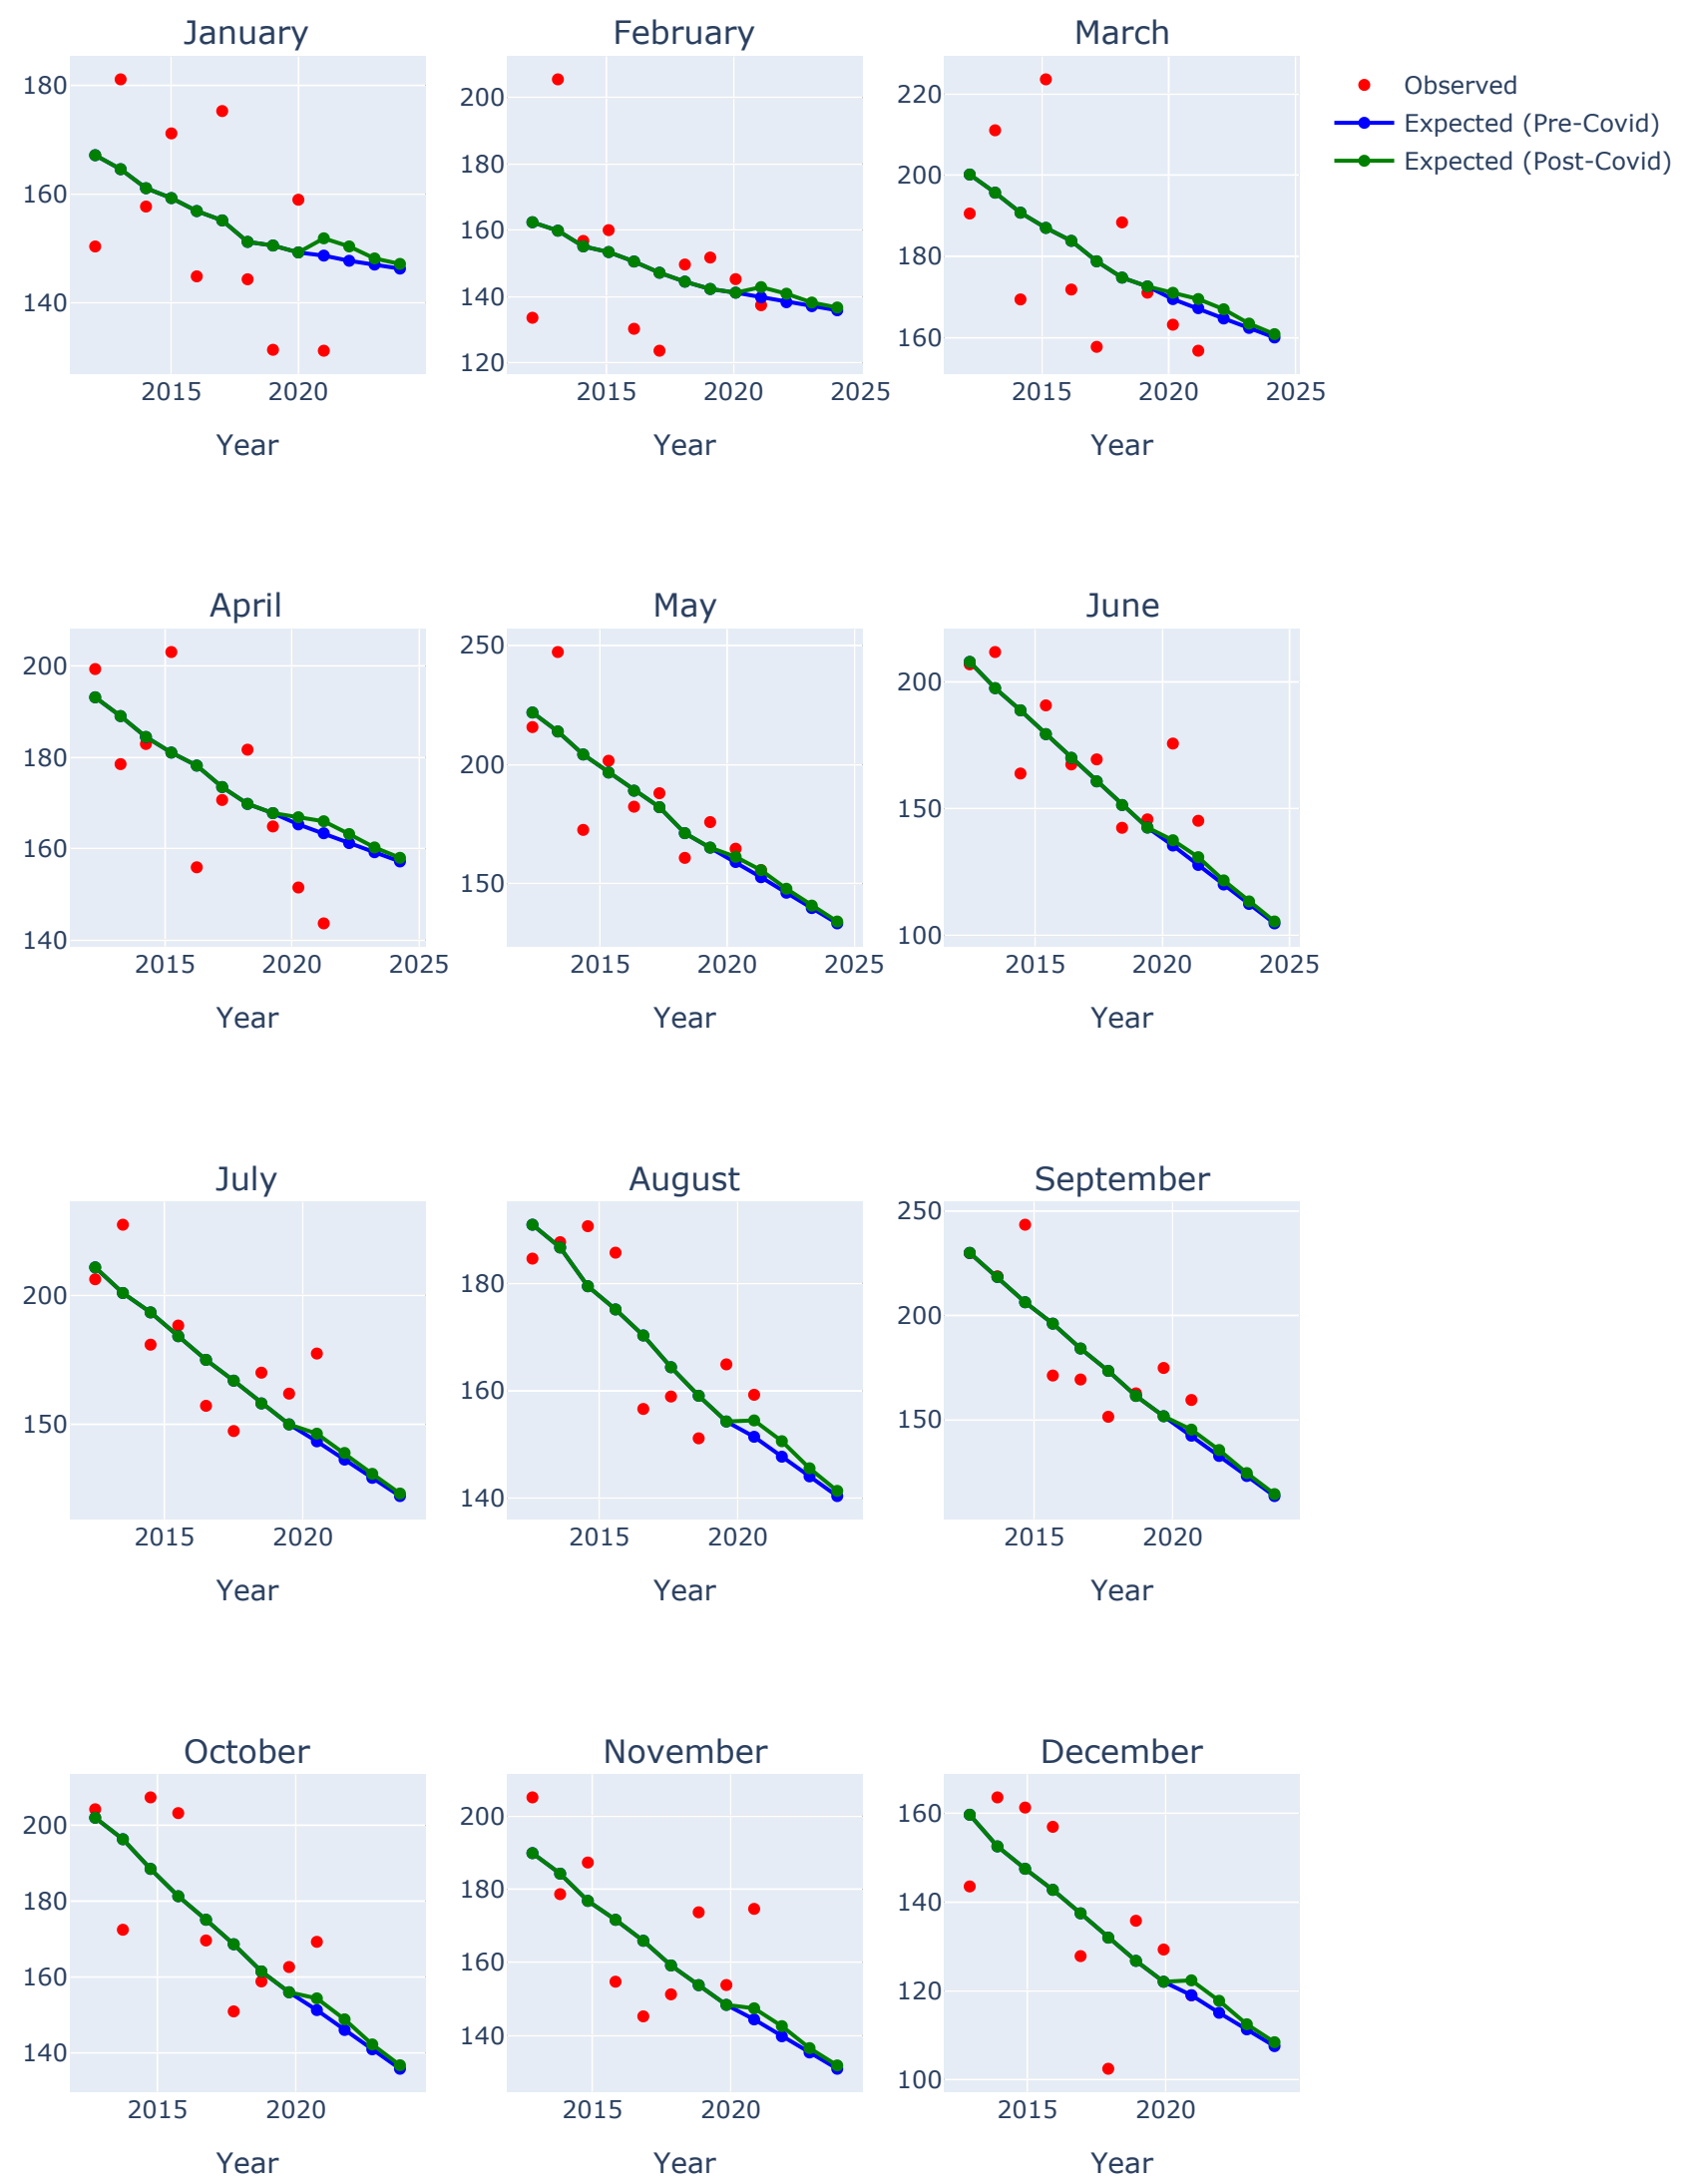 January
February
March
180
160
140
2015
2020
Year
200
180
160
140
120
2015
2020
2025
Year
220
200
180
160
2015
2020
2025
Year
Observed
Expected (Pre-Covid)
Expected (Post-Covid)
April
May
June
200
180
160
140
2015
2020
2025
Year
250
200
150
2015
2020
2025
Year
200
150
100
2015
2020
2025
Year
July
August
September
200
150
2015
2020
Year
180
160
140
2015
2020
Year
250
200
150
2015
2020
Year
October
November
December
200
180
160
140
2015
2020
Year
200
180
160
140
2015
2020
Year
160
140
120
100
2015
2020
Year